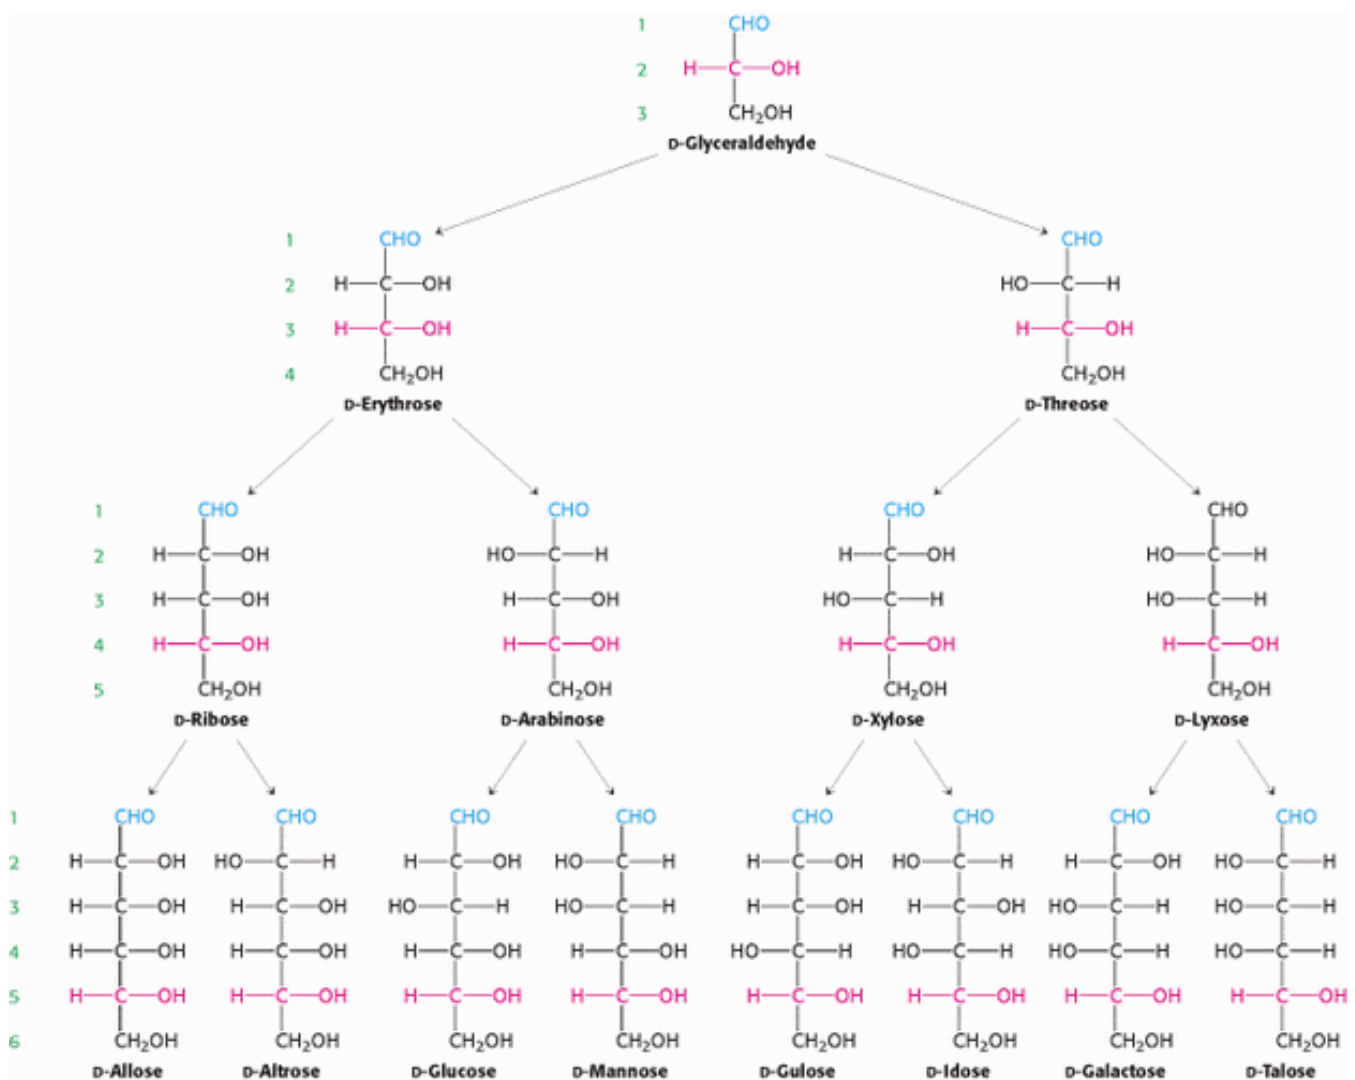 1 CHO
2 H—C—OH
3 CH₂OH
D-Glyceraldehyde
1 CHO CHO
2 H—C—OH HO—C—H
3 H—C—OH H—C—OH
4 CH₂OH CH₂OH
D-Erythrose D-Threose
1 CHO CHO CHO CHO
2 H—C—OH HO—C—H H—C—OH HO—C—H
3 H—C—OH H—C—OH HO—C—H HO—C—H
4 H—C—OH H—C—OH H—C—OH H—C—OH
5 CH₂OH CH₂OH CH₂OH CH₂OH
D-Ribose D-Arabinose D-Xylose D-Lyxose
1 CHO CHO CHO CHO CHO CHO CHO CHO
2 H—C—OH HO—C—H H—C—OH HO—C—H H—C—OH HO—C—H H—C—OH HO—C—H
3 H—C—OH H—C—OH HO—C—H HO—C—H H—C—OH H—C—OH HO—C—H HO—C—H
4 H—C—OH H—C—OH H—C—OH H—C—OH HO—C—H HO—C—H HO—C—H HO—C—H
5 H—C—OH H—C—OH H—C—OH H—C—OH H—C—OH H—C—OH H—C—OH H—C—OH
6 CH₂OH CH₂OH CH₂OH CH₂OH CH₂OH CH₂OH CH₂OH CH₂OH
D-Allose D-Altrose D-Glucose D-Mannose D-Gulose D-Idose D-Galactose D-Talose